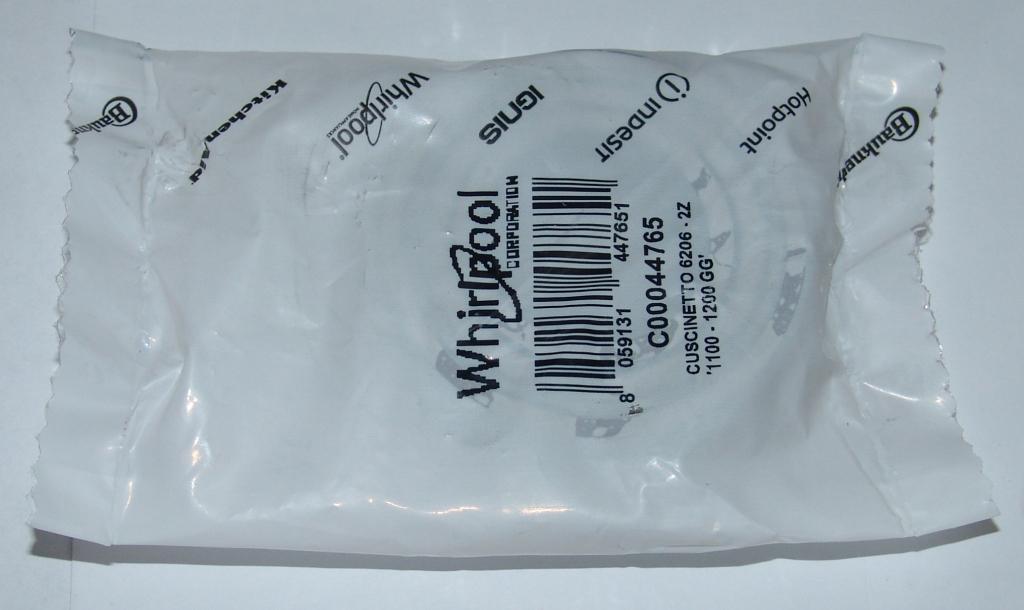 Bauknecht
KitchenAid
Whirlpool
IGNIS
indesit
Hotpoint
Bauknecht
Whirlpool
CORPORATION
8 059131 447651
C00044765
CUSCINETTO 6206 - 2Z
'1100 - 1200 GG'